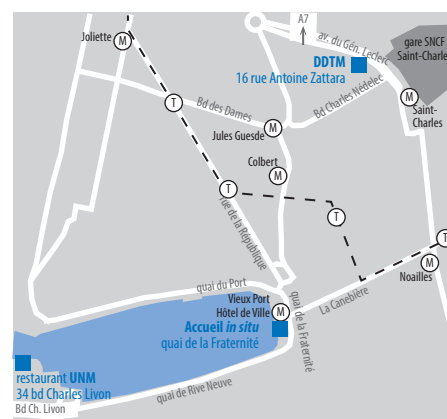 A7
av. du Gén. Leclerc
gare SNCF
Saint-Charles
Joliette
M
DDTM
16 rue Antoine Zattara
T
Bd des Dames
Bd Charles Nédelec
M
Saint-
Charles
M
Jules Guesde
Colbert
M
T
rue de la République
T
T
M
Noailles
quai du Port
La Canebière
Vieux Port
Hôtel de Ville
M
quai de la Fraternité
Accueil in situ
quai de la Fraternité
restaurant UNM
34 bd Charles Livon
Bd Ch. Livon
quai de Rive Neuve